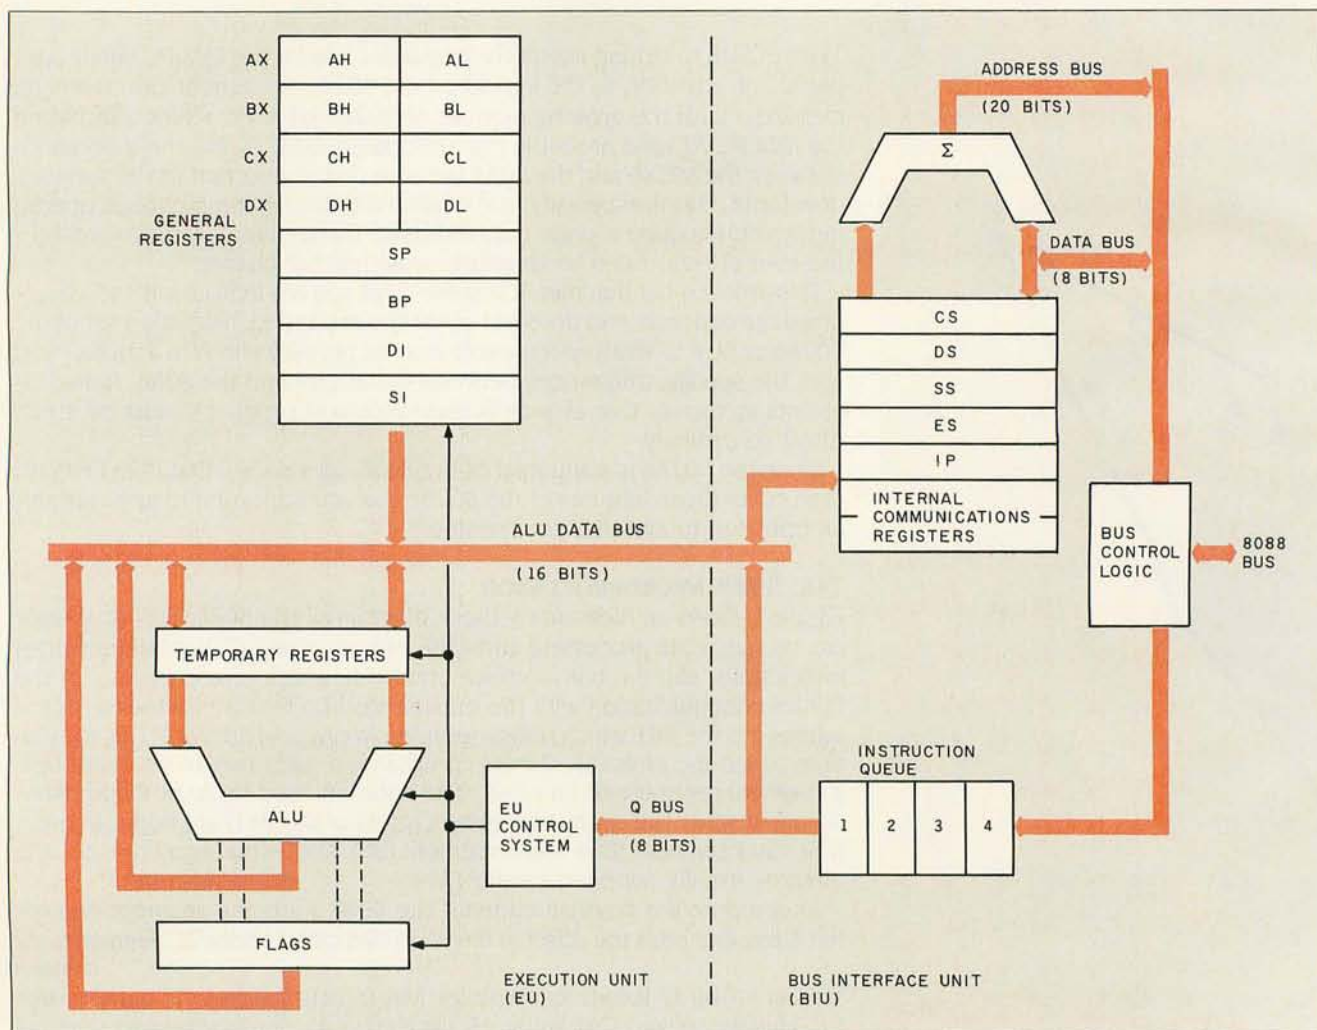 AX AH AL
BX BH BL
CX CH CL
DX DH DL
GENERAL
REGISTERS
SP
BP
DI
SI
ADDRESS BUS
(20 BITS)
Σ
DATA BUS
(8 BITS)
CS
DS
SS
ES
IP
INTERNAL
COMMUNICATIONS
REGISTERS
BUS
CONTROL
LOGIC
8088
BUS
ALU DATA BUS
(16 BITS)
TEMPORARY REGISTERS
ALU
FLAGS
EU
CONTROL
SYSTEM
Q BUS
(8 BITS)
INSTRUCTION
QUEUE
1 2 3 4
EXECUTION UNIT
(EU)
BUS INTERFACE UNIT
(BIU)